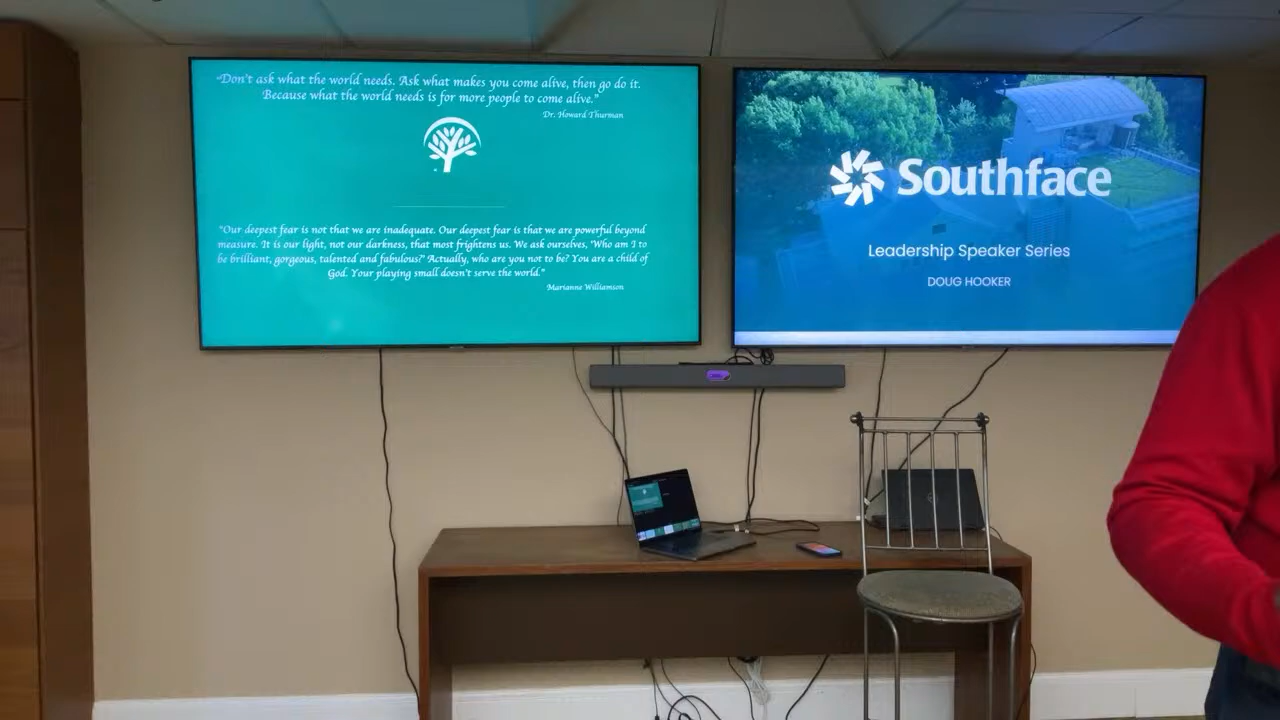 "Don't ask what the world needs. Ask what makes you come alive, then go do it.
Because what the world needs is for more people to come alive."
Dr. Howard Thurman
"Our deepest fear is not that we are inadequate. Our deepest fear is that we are powerful beyond
measure. It is our light, not our darkness, that most frightens us. We ask ourselves, 'Who am I to
be brilliant, gorgeous, talented and fabulous?' Actually, who are you not to be? You are a child of
God. Your playing small doesn't serve the world."
Marianne Williamson
Southface
Leadership Speaker Series
DOUG HOOKER